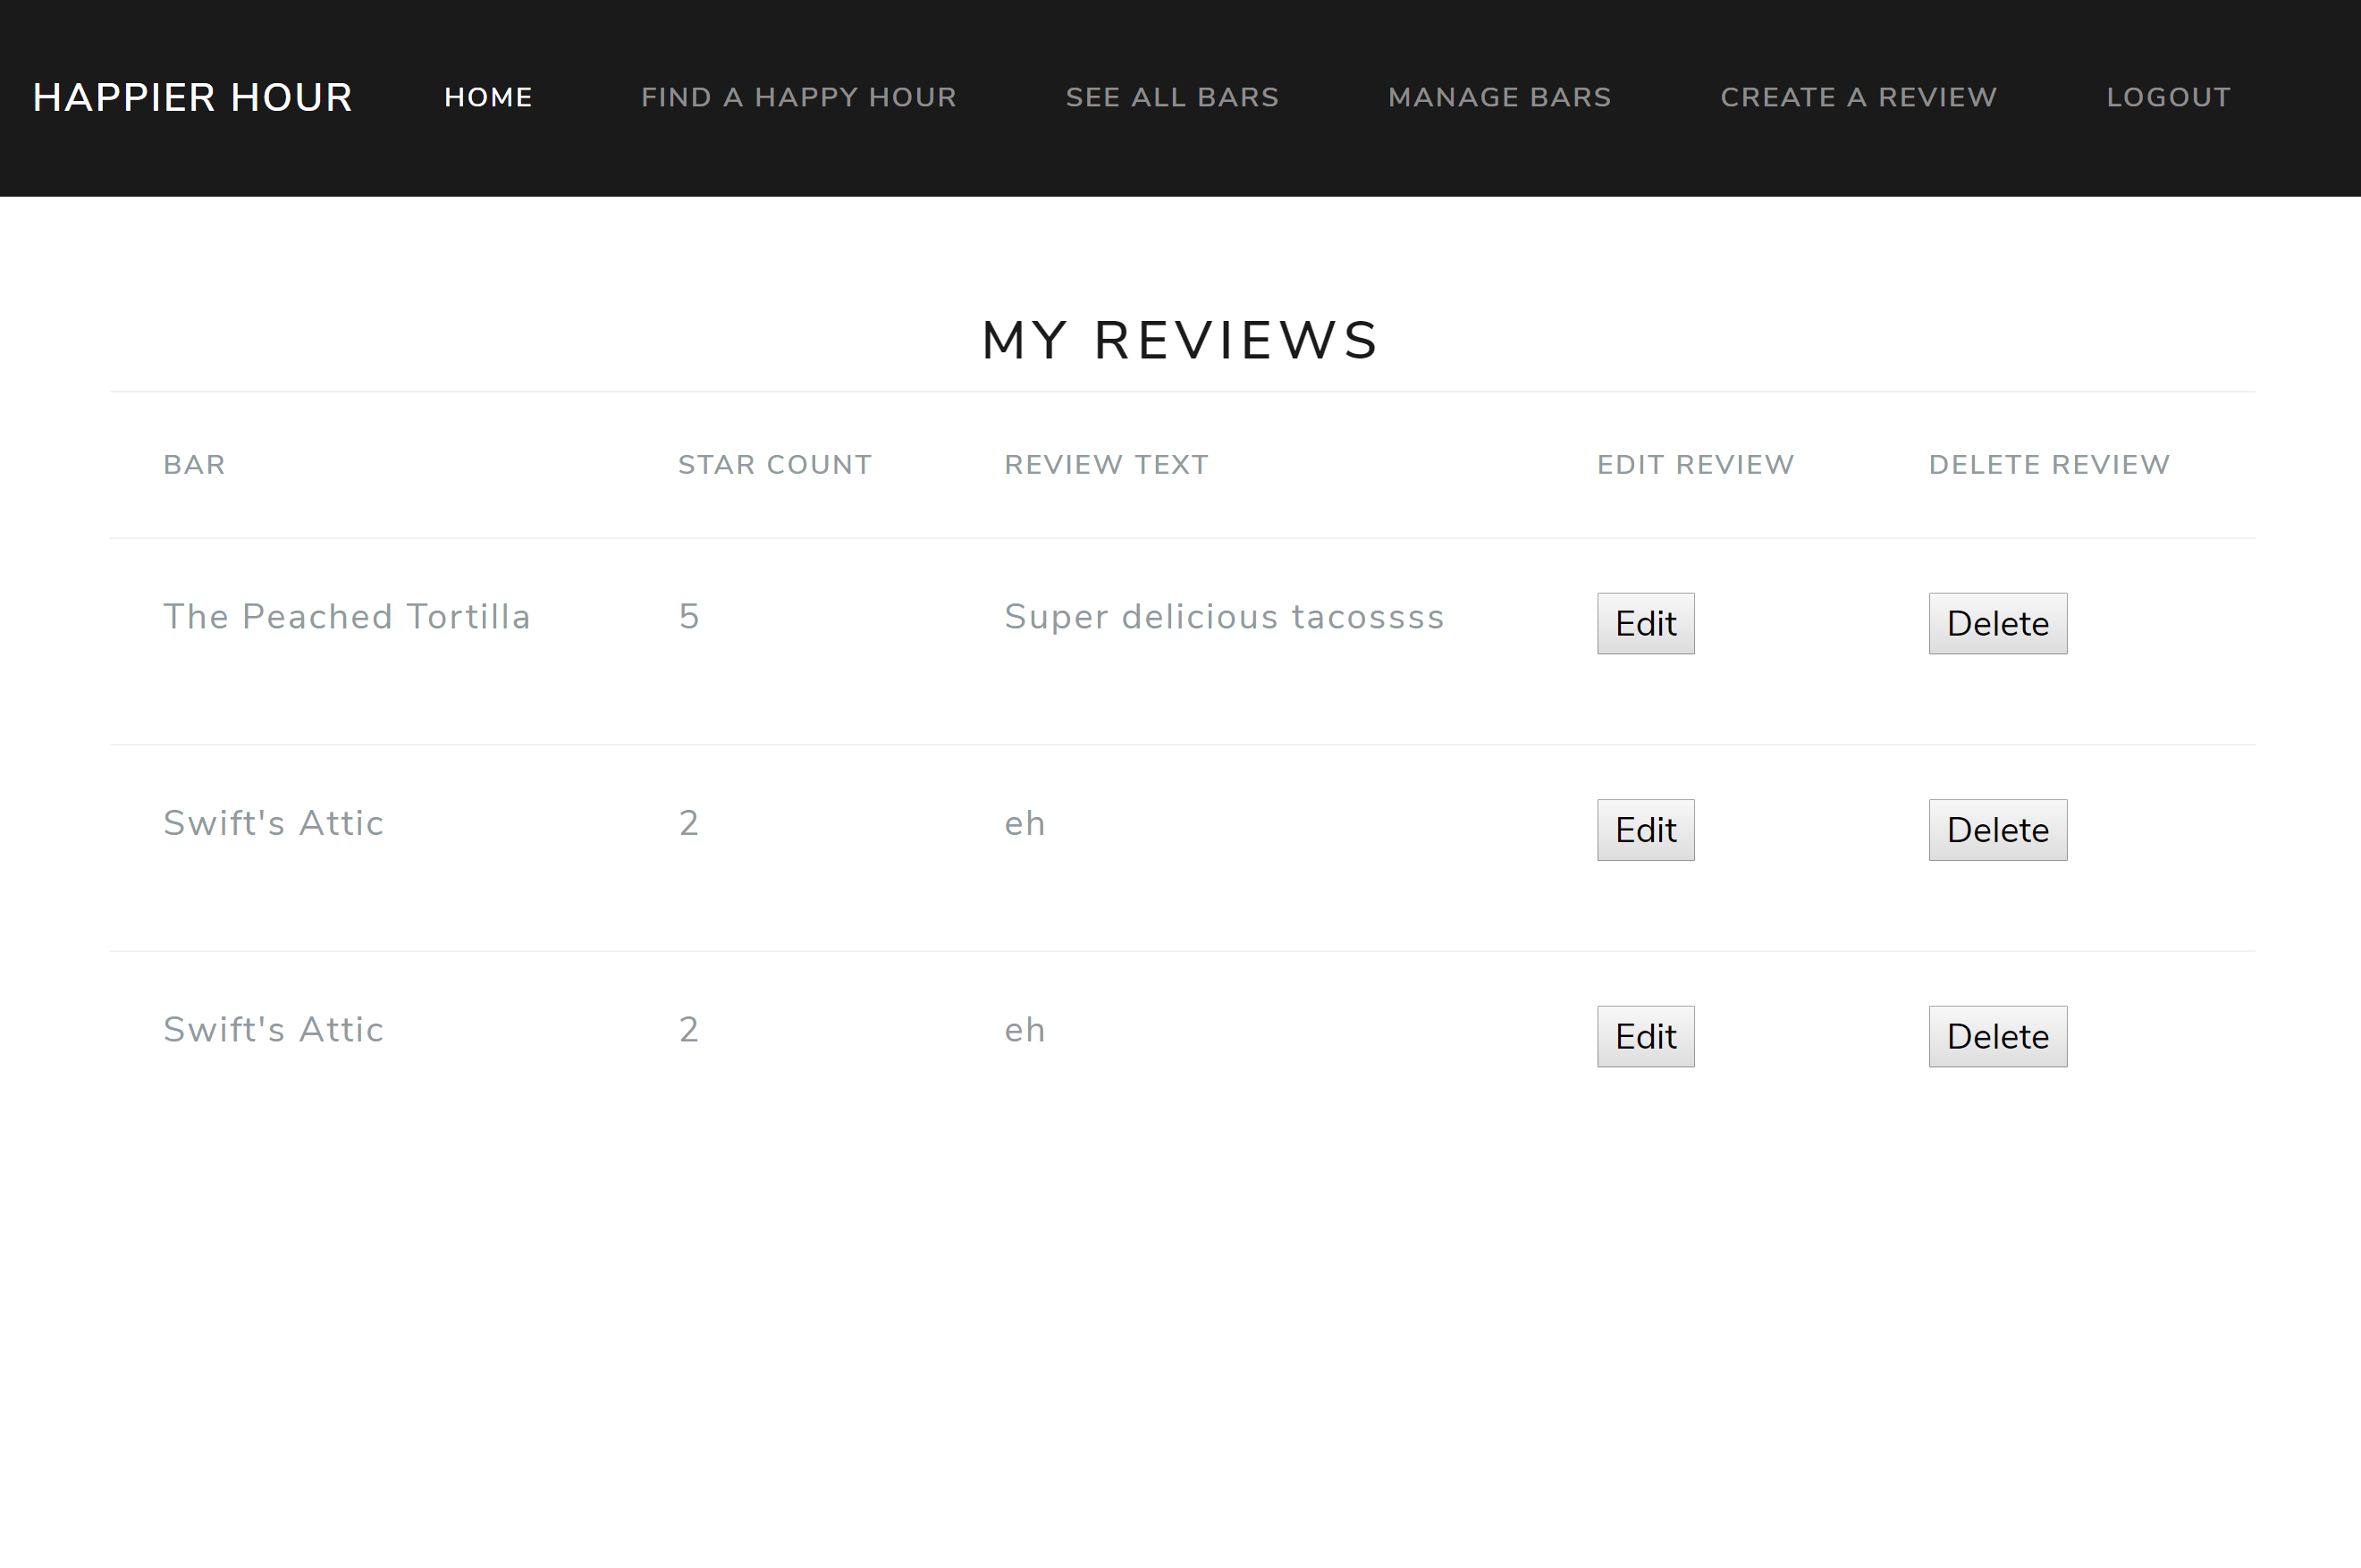 HAPPIER HOUR HOME FIND A HAPPY HOUR SEE ALL BARS MANAGE BARS CREATE A REVIEW LOGOUT
MY REVIEWS
BAR STAR COUNT REVIEW TEXT EDIT REVIEW DELETE REVIEW
The Peached Tortilla 5 Super delicious tacossss Edit Delete
Swift's Attic 2 eh Edit Delete
Swift's Attic 2 eh Edit Delete